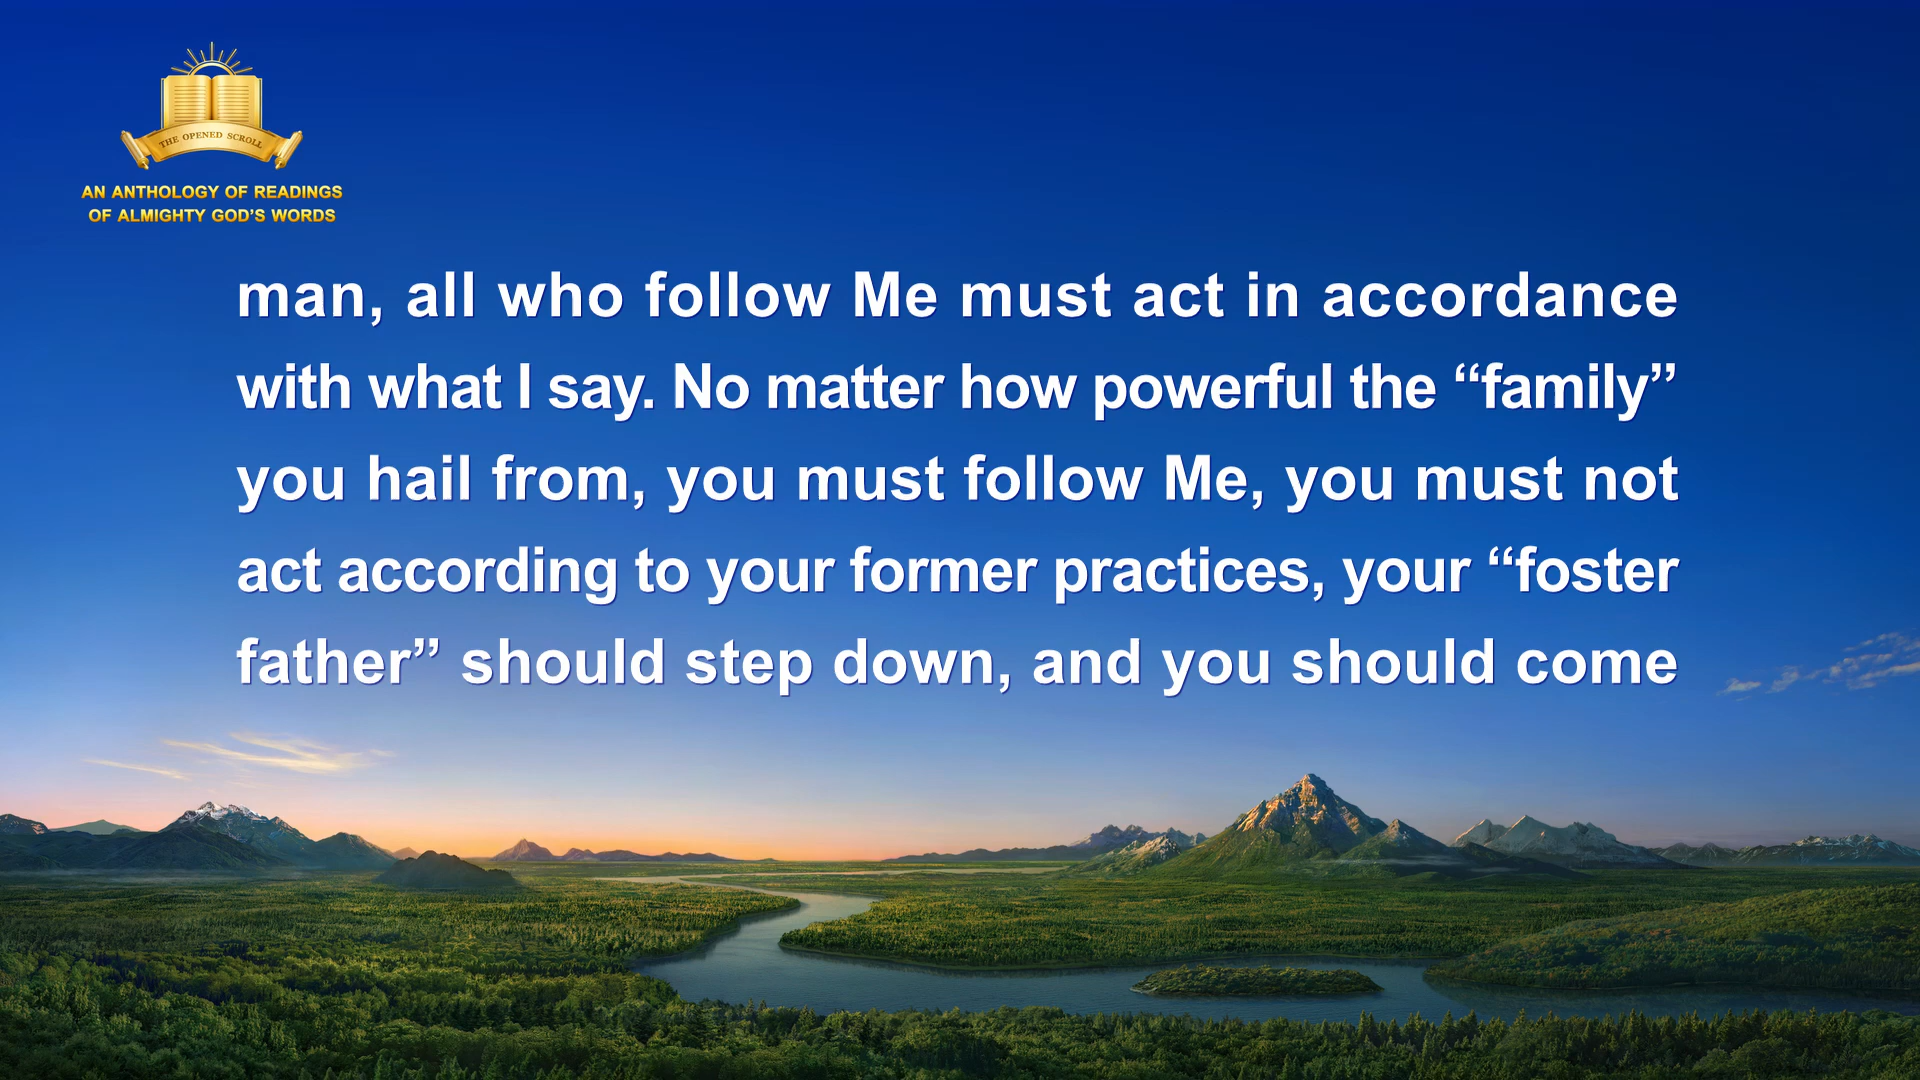 THE OPENED SCROLL
AN ANTHOLOGY OF READINGS
OF ALMIGHTY GOD’S WORDS
man, all who follow Me must act in accordance
with what I say. No matter how powerful the “family”
you hail from, you must follow Me, you must not
act according to your former practices, your “foster
father” should step down, and you should come